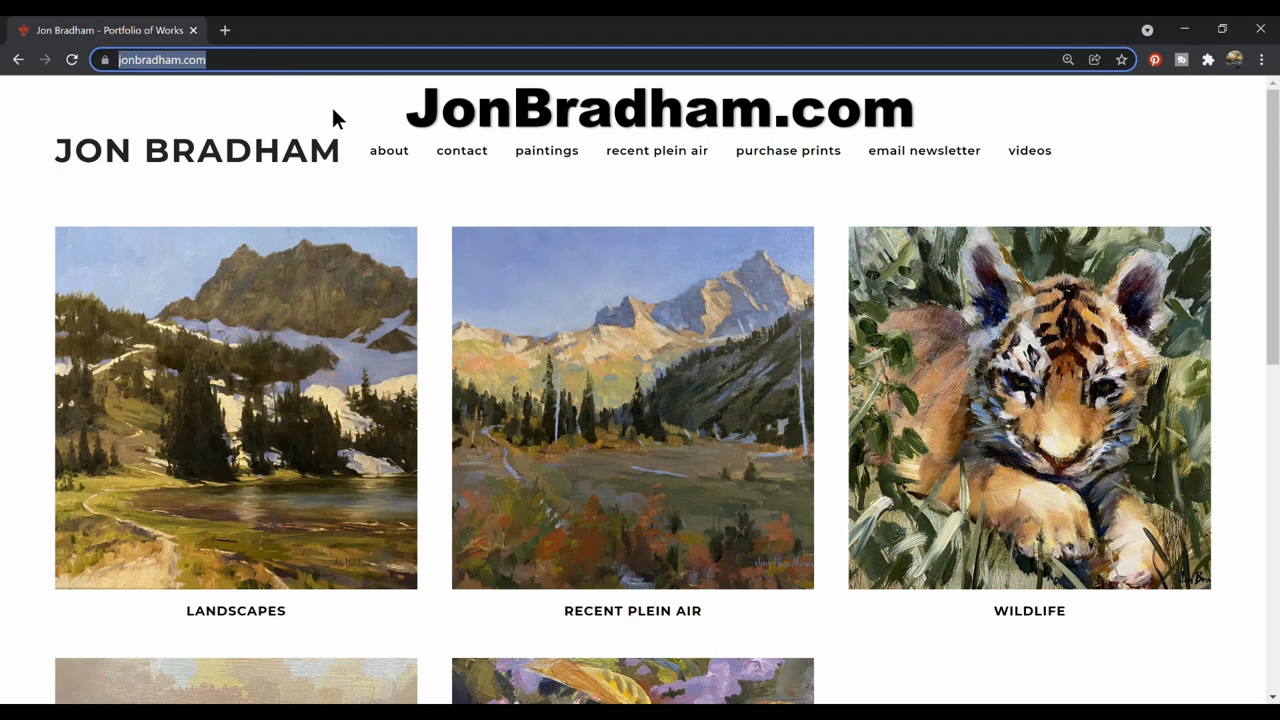 Jon Bradham - Portfolio of Works
jonbradham.com
JonBradham.com
JON BRADHAM
about contact paintings recent plein air purchase prints email newsletter videos
LANDSCAPES
RECENT PLEIN AIR
WILDLIFE